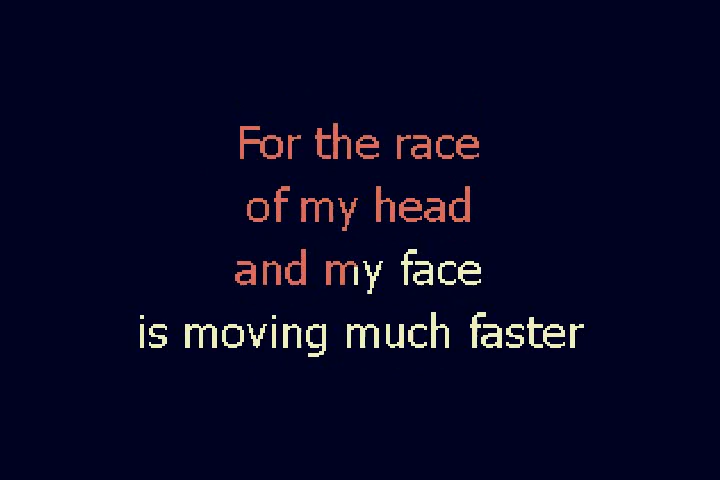 For the race
of my head
and my face
is moving much faster